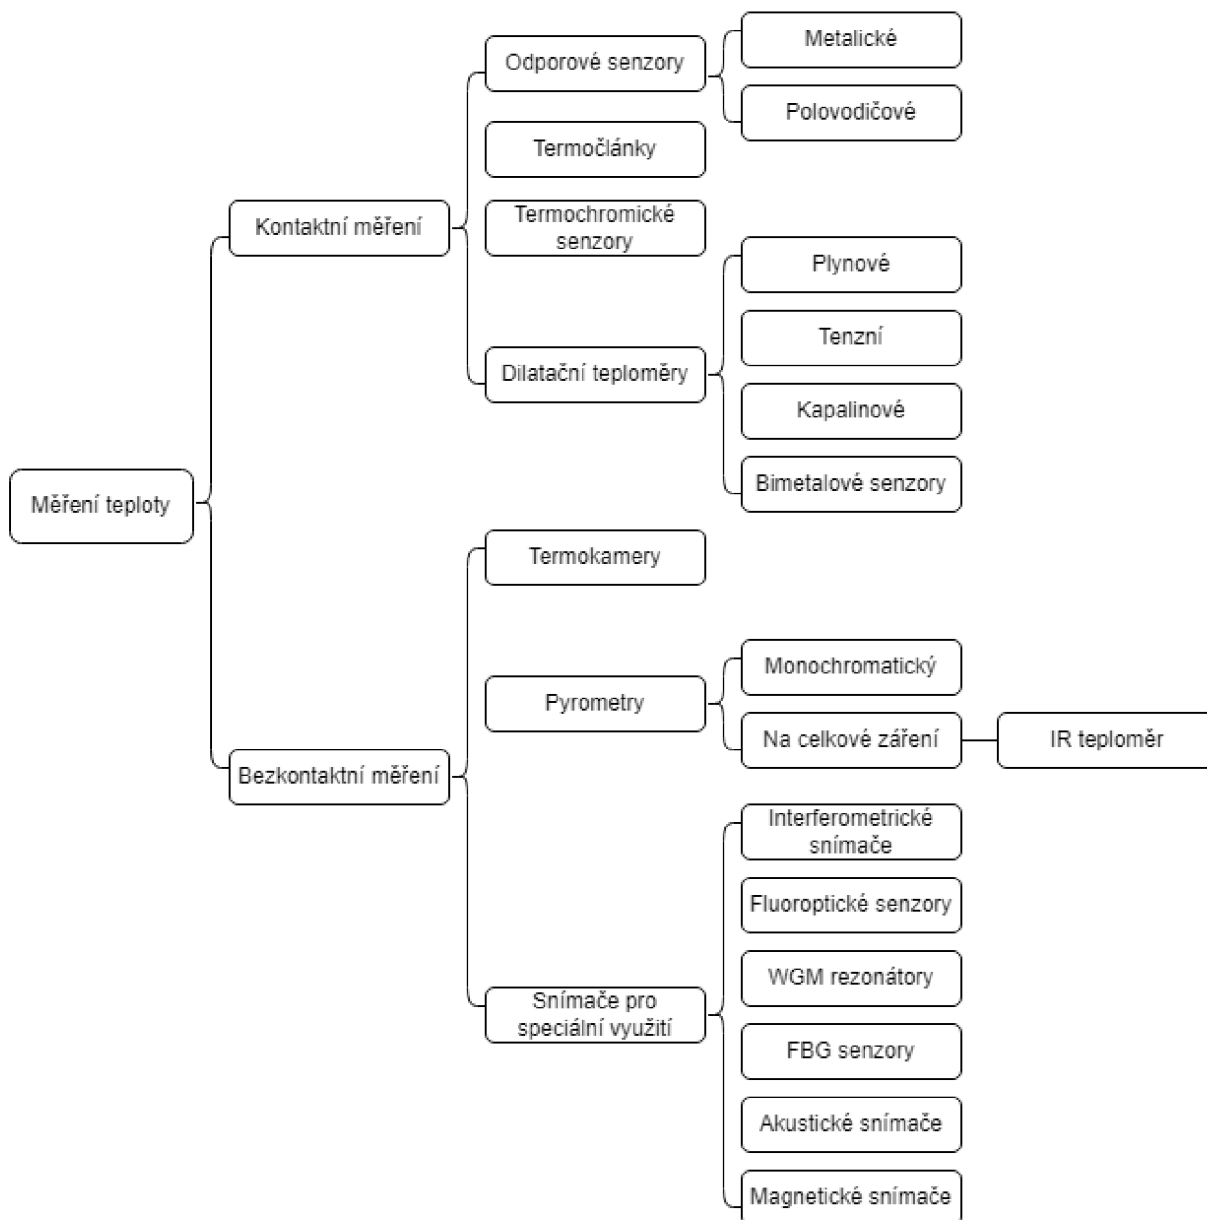 Měření teploty
Kontaktní měření
Odporové senzory
Metalické
Polovodičové
Termočlánky
Termochromické
senzory
Dilatační teploměry
Plynové
Tenzní
Kapalinové
Bimetalové senzory
Bezkontaktní měření
Termokamery
Pyrometry
Monochromatický
Na celkové záření
IR teploměr
Snímače pro
speciální využití
Interferometrické
snímače
Fluoroptické senzory
WGM rezonátory
FBG senzory
Akustické snímače
Magnetické snímače